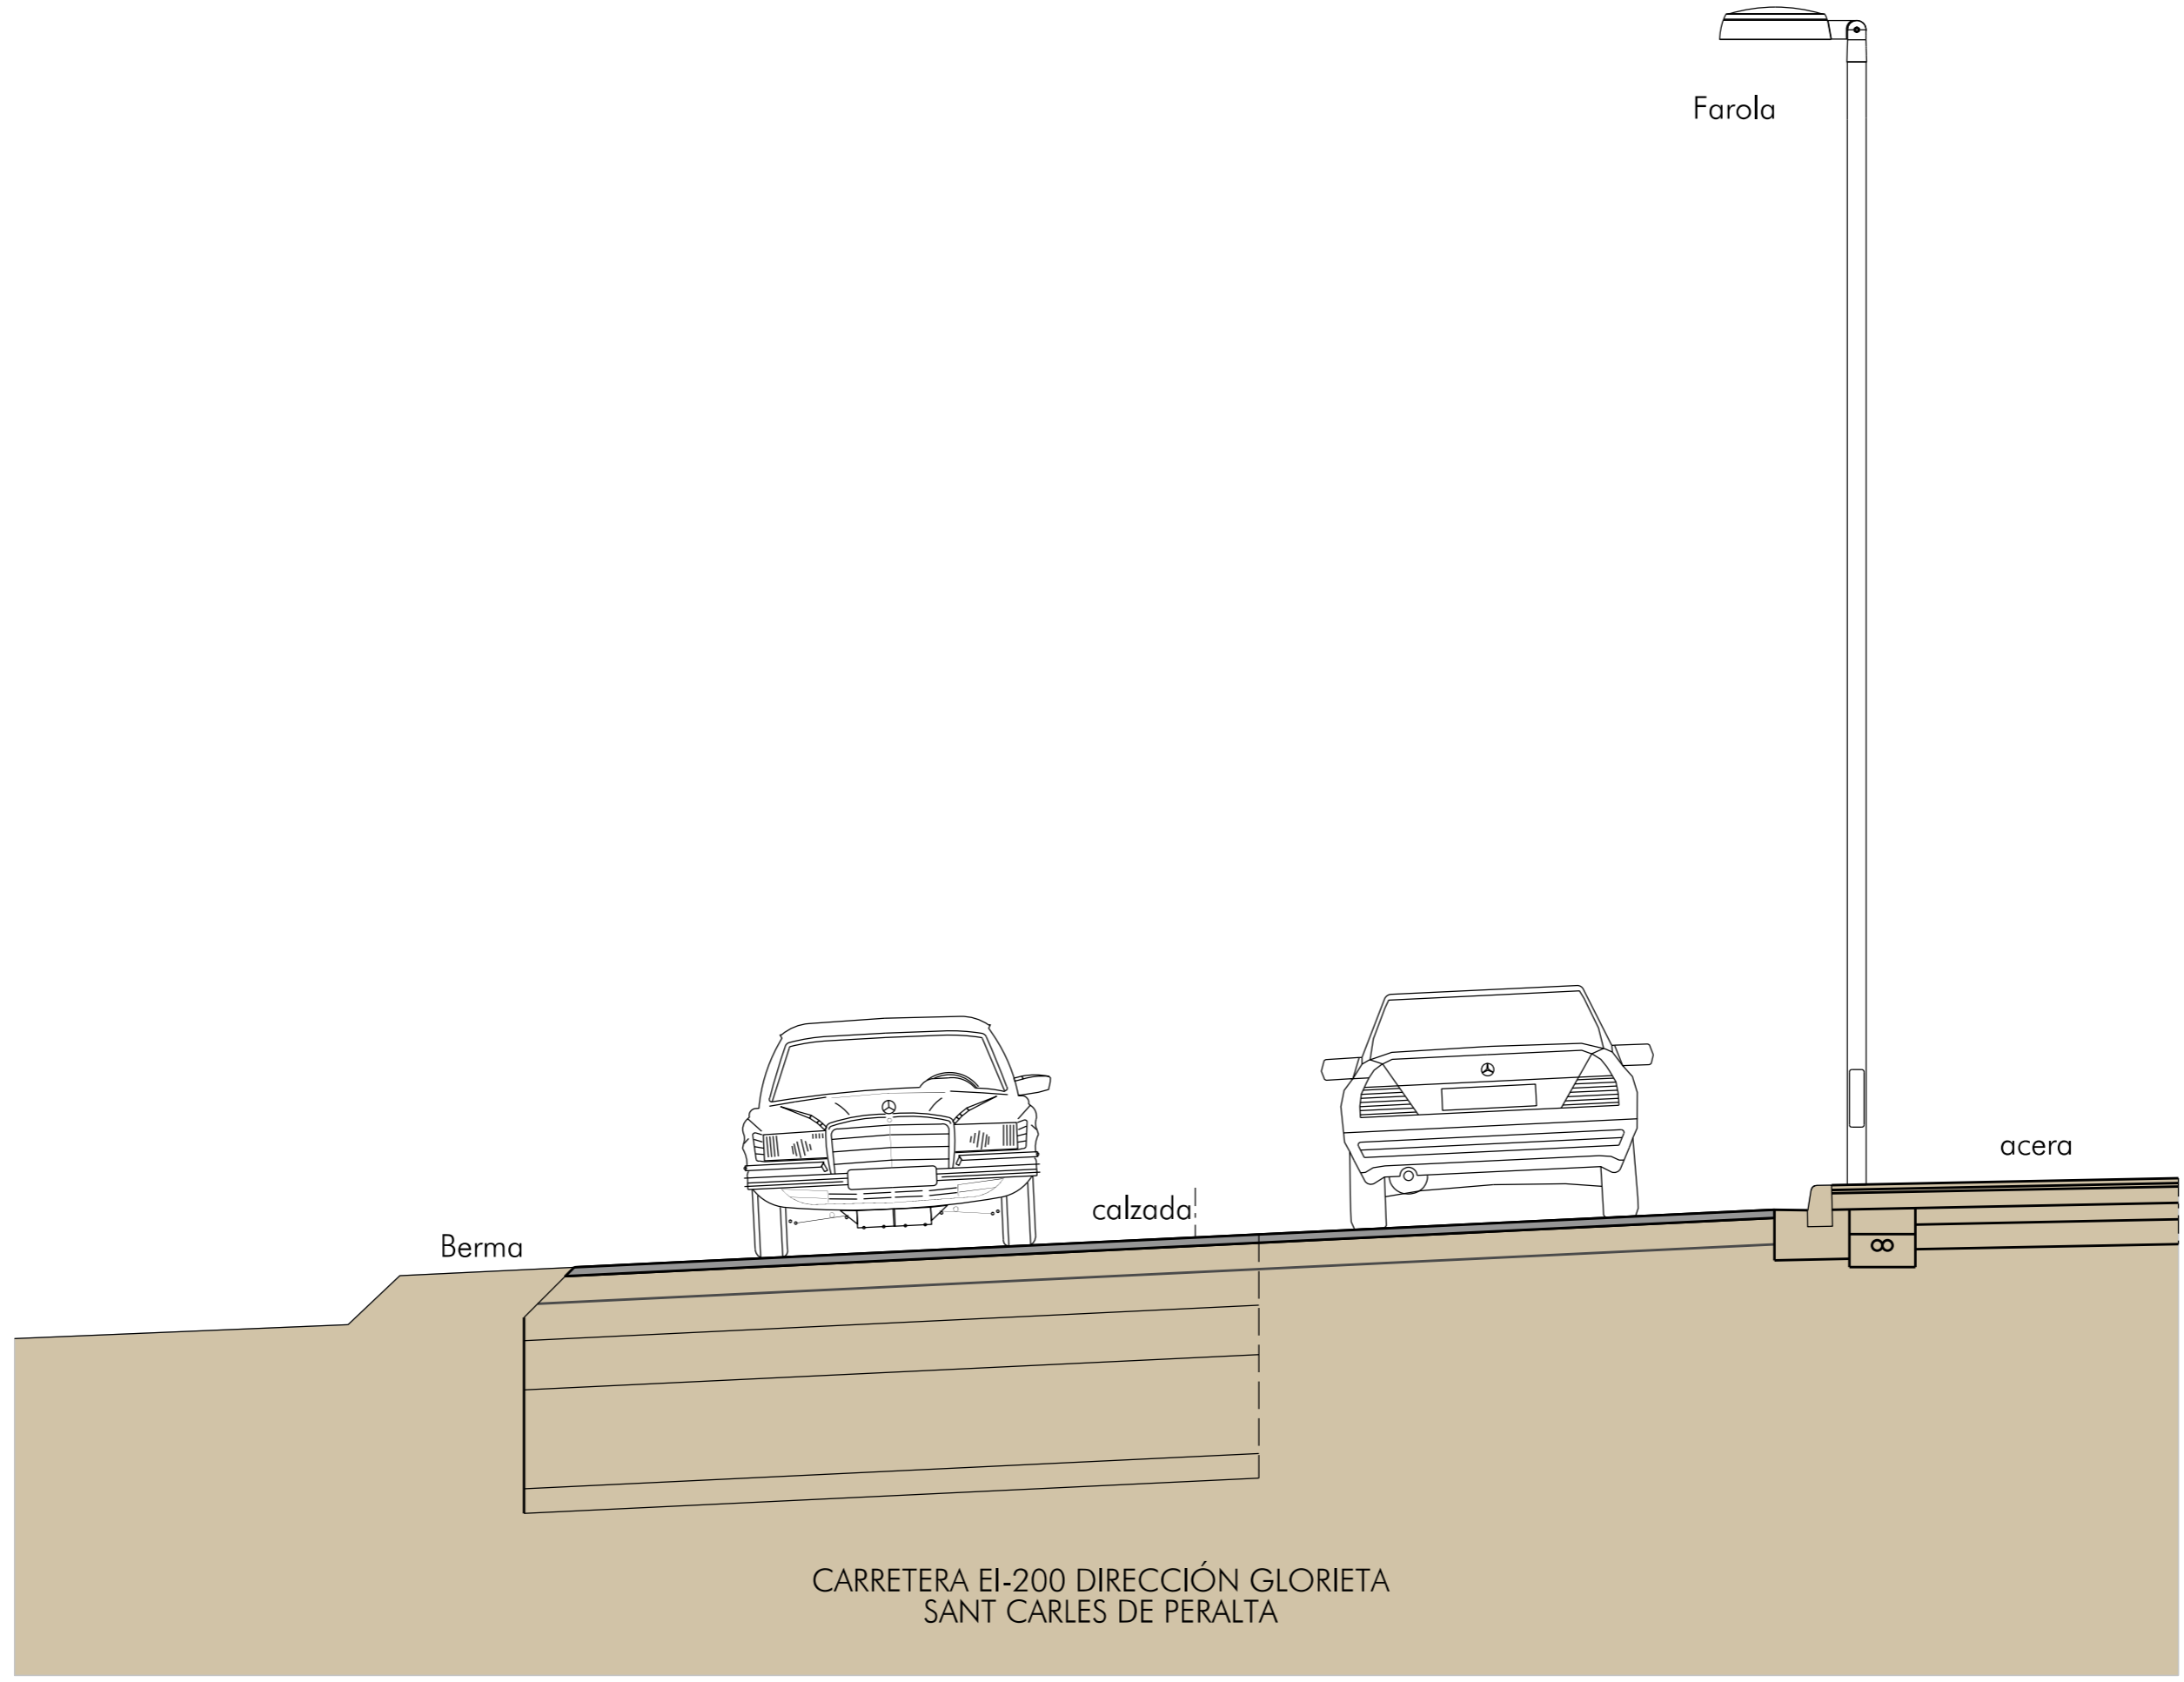 Farola
acera
calzada
Berma
CARRETERA EI-200 DIRECCIÓN GLORIETA
SANT CARLES DE PERALTA